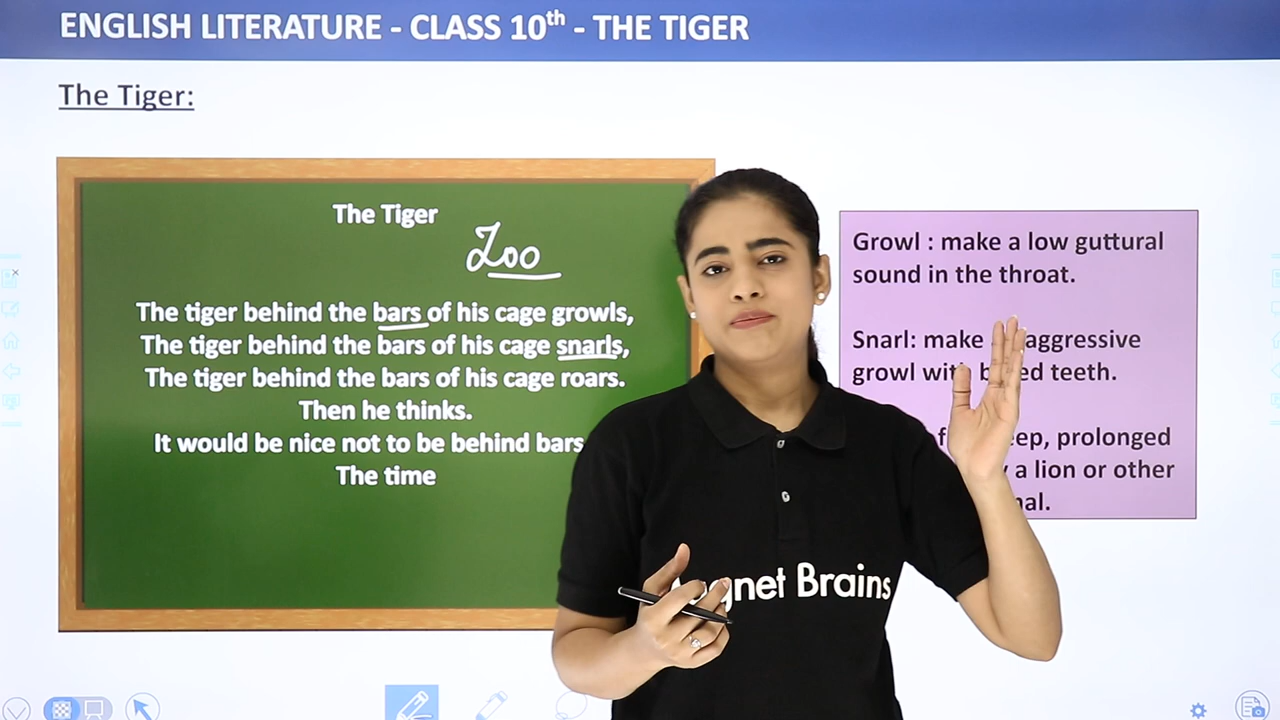 ENGLISH LITERATURE - CLASS 10th - THE TIGER
The Tiger:
The Tiger
Zoo
The tiger behind the bars of his cage growls,
The tiger behind the bars of his cage snarls,
The tiger behind the bars of his cage roars.
Then he thinks.
It would be nice not to be behind bars
The time
Growl : make a low guttural
sound in the throat.
Snarl: make aggressive
growl with teeth.
prolonged
a lion or other
Brains